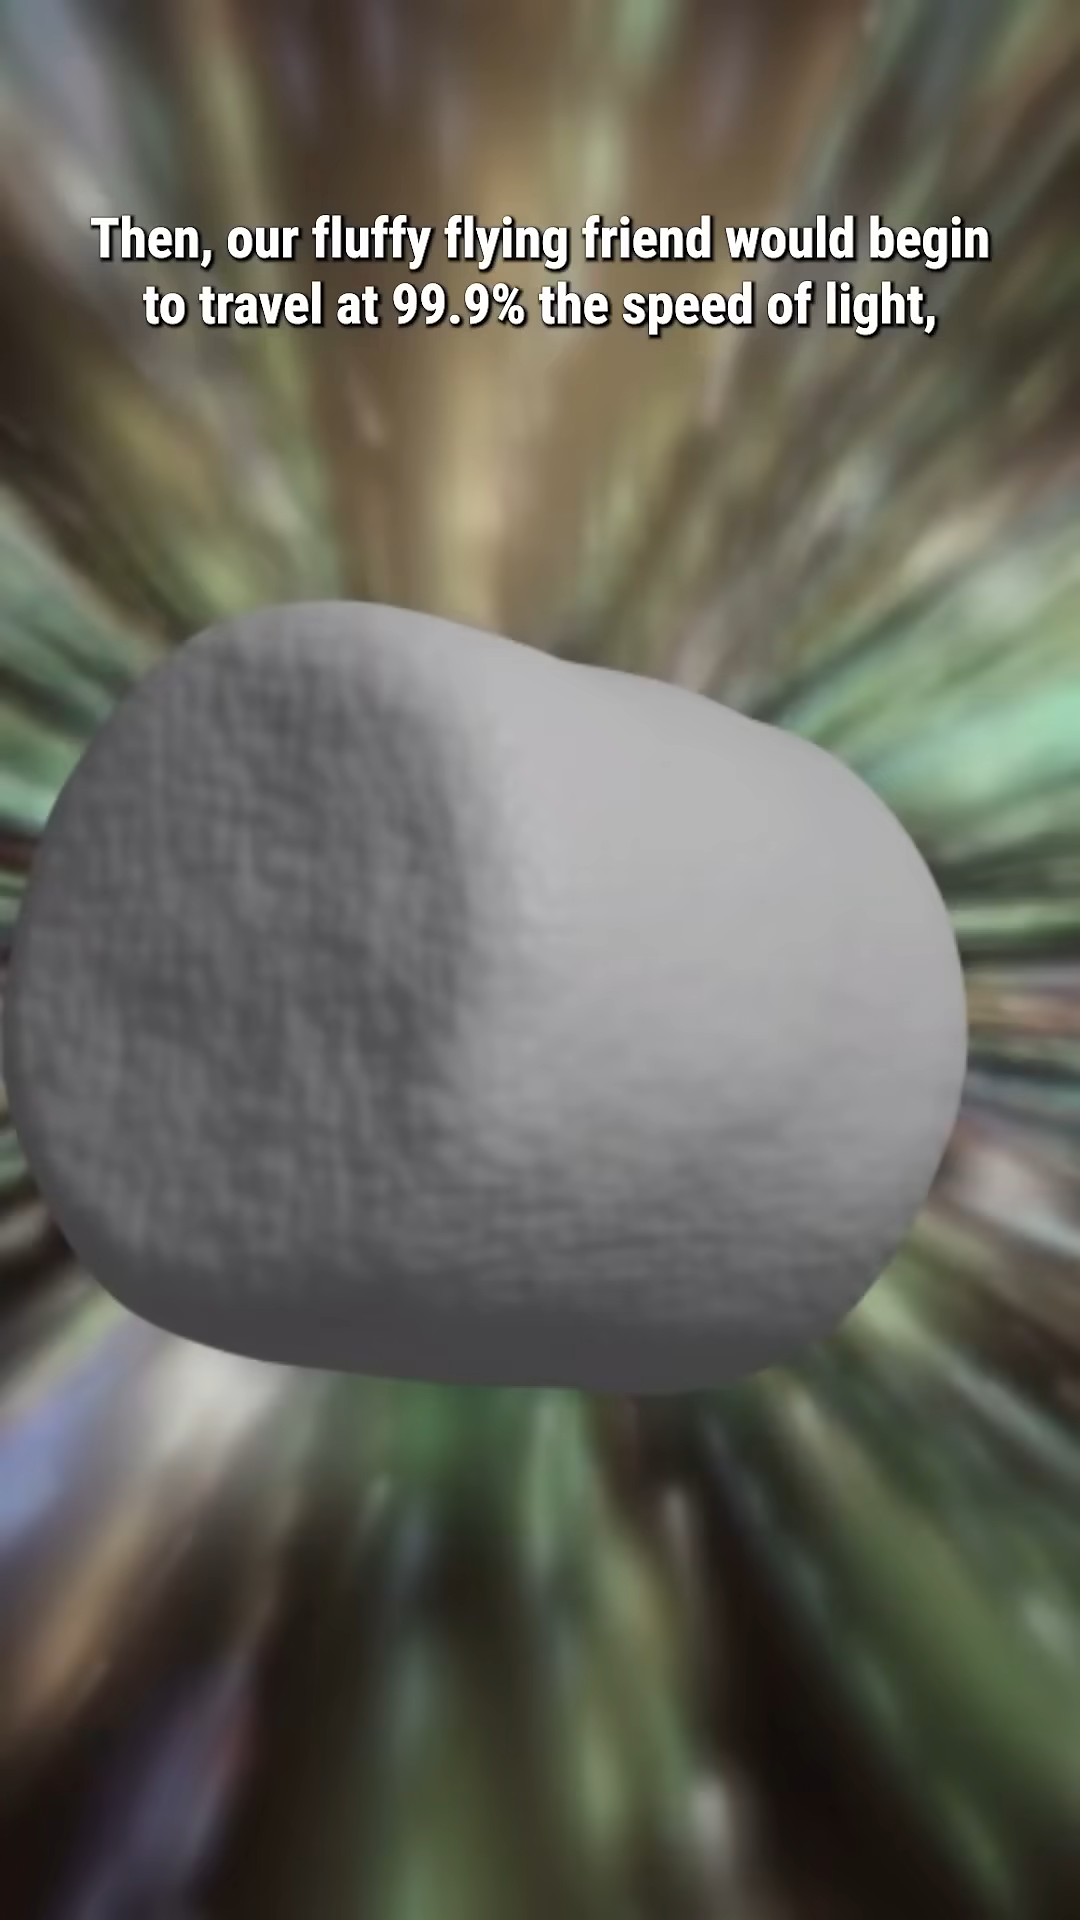 Then, our fluffy flying friend would begin
to travel at 99.9% the speed of light,